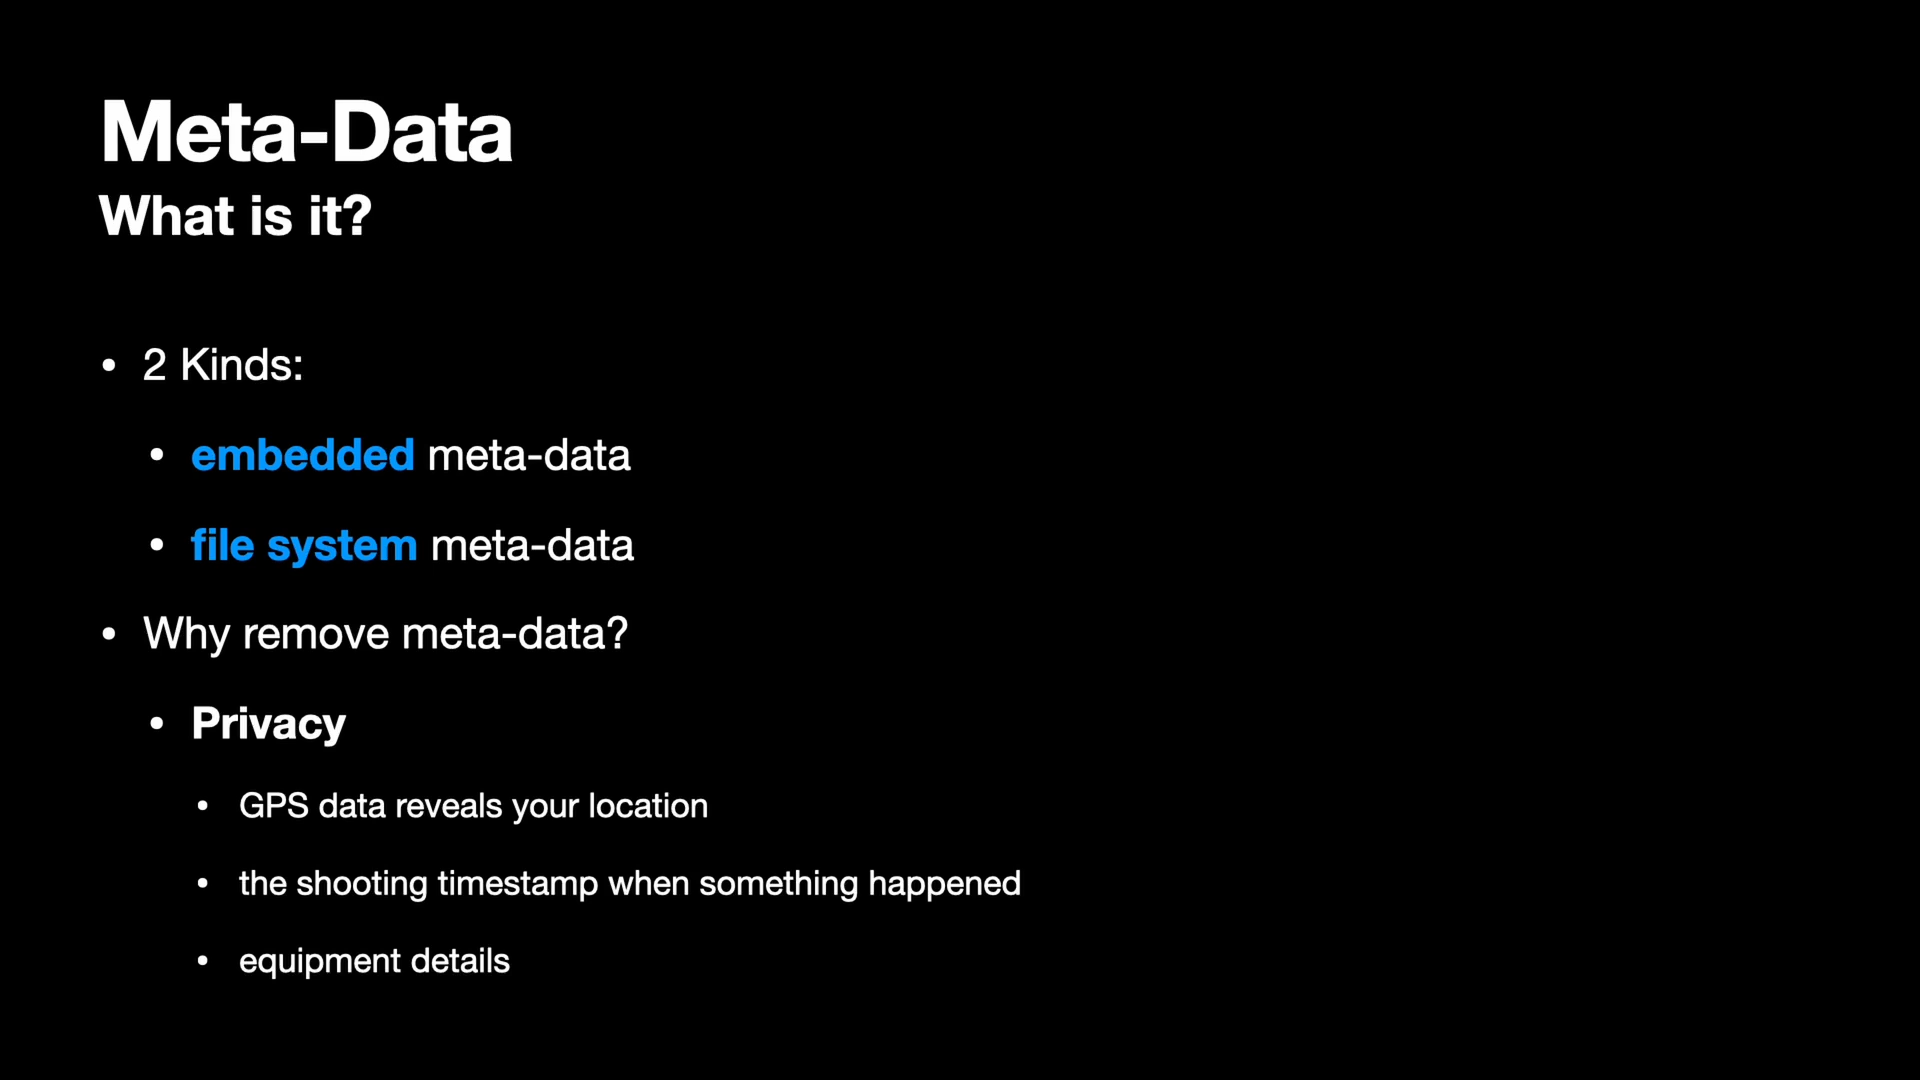 Meta-Data
What is it?
• 2 Kinds:
• embedded meta-data
• file system meta-data
• Why remove meta-data?
• Privacy
• GPS data reveals your location
• the shooting timestamp when something happened
• equipment details